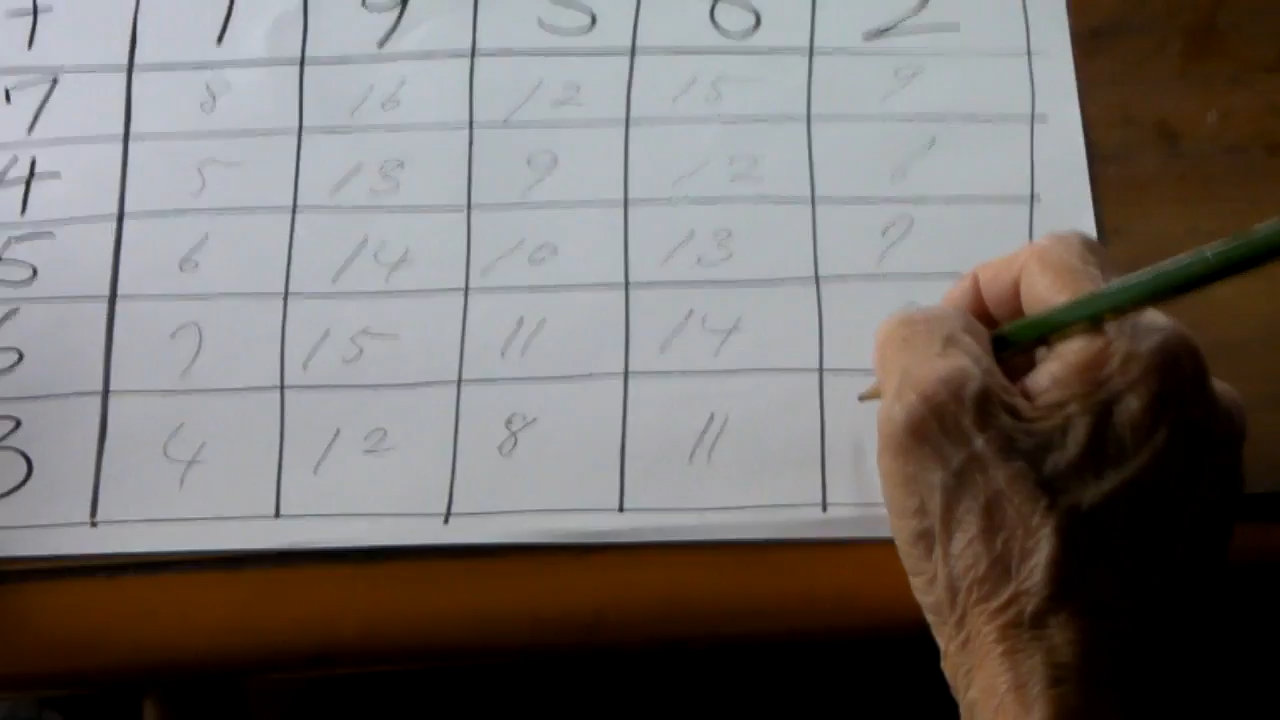 + 1 9 5 8 2
7 8 16 12 15 9
4 5 13 9 12 6
5 6 14 10 13 7
6 7 15 11 14
3 4 12 8 11